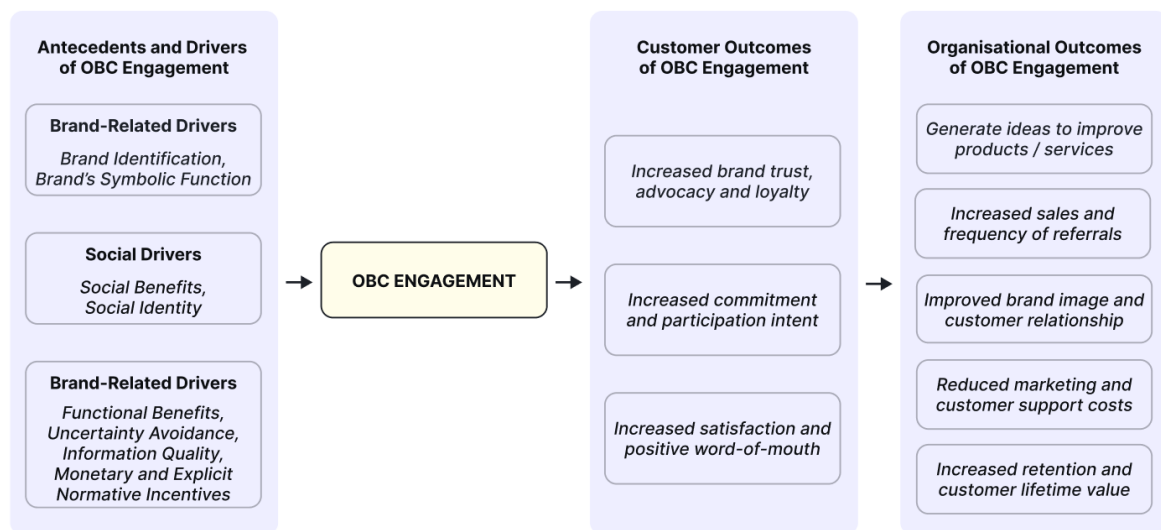 Antecedents and Drivers
of OBC Engagement
Brand-Related Drivers
Brand Identification,
Brand's Symbolic Function
Social Drivers
Social Benefits,
Social Identity
Brand-Related Drivers
Functional Benefits,
Uncertainty Avoidance,
Information Quality,
Monetary and Explicit
Normative Incentives
OBC ENGAGEMENT
Customer Outcomes
of OBC Engagement
Increased brand trust,
advocacy and loyalty
Increased commitment
and participation intent
Increased satisfaction and
positive word-of-mouth
Organisational Outcomes
of OBC Engagement
Generate ideas to improve
products / services
Increased sales and
frequency of referrals
Improved brand image and
customer relationship
Reduced marketing and
customer support costs
Increased retention and
customer lifetime value